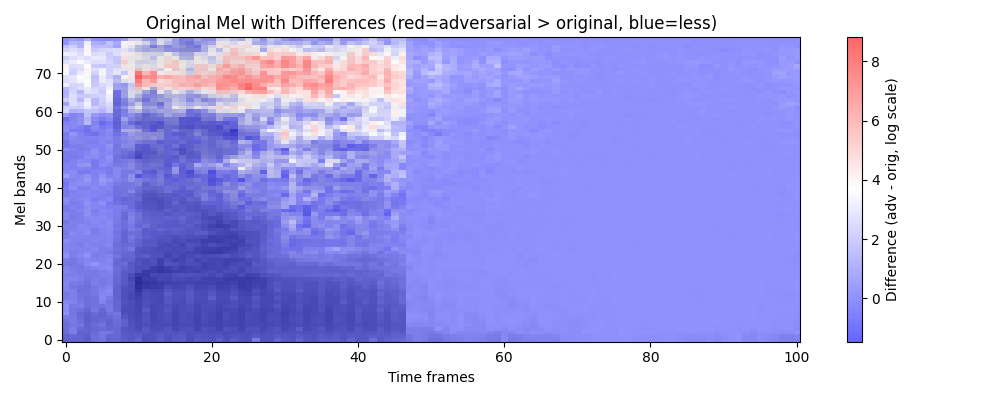 Original Mel with Differences (red=adversarial > original, blue=less)
Mel bands
70
60
50
40
30
20
10
0
0 20 40 60 80 100
Time frames
8
6
4
2
0
Difference (adv - orig, log scale)